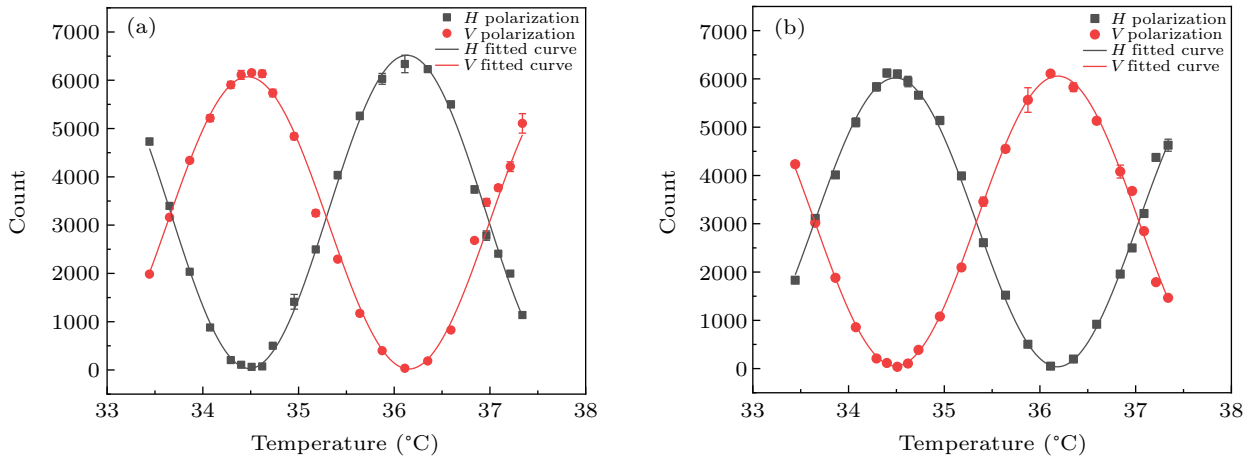 (a)
H polarization
V polarization
H fitted curve
V fitted curve
7000
6000
5000
4000
3000
2000
1000
0
Count
33 34 35 36 37 38
Temperature (°C)
(b)
H polarization
V polarization
H fitted curve
V fitted curve
7000
6000
5000
4000
3000
2000
1000
0
Count
33 34 35 36 37 38
Temperature (°C)